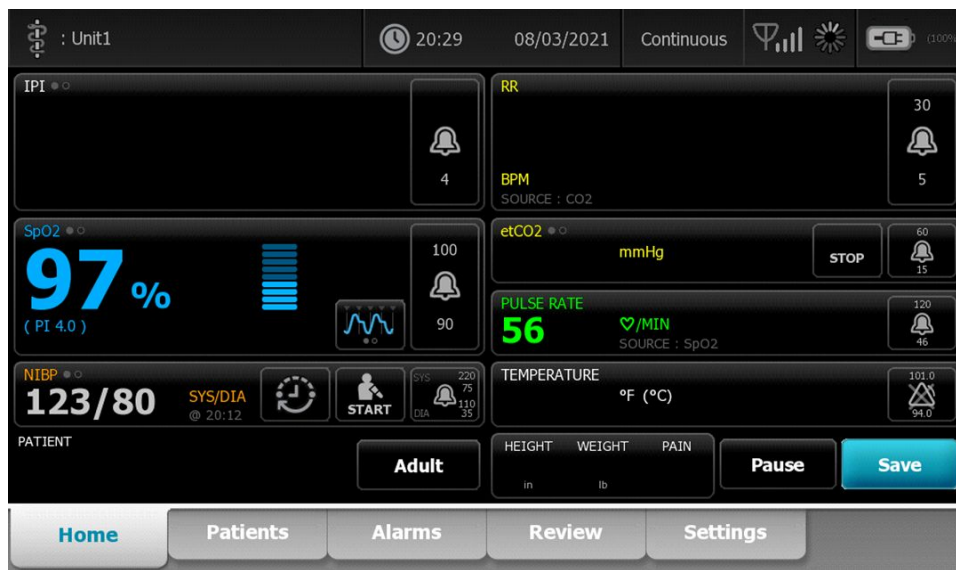 : Unit1
20:29
08/03/2021
Continuous
(100%
IPI
4
RR
BPM
SOURCE : CO2
30
5
SpO2
97 %
( PI 4.0 )
100
90
etCO2
mmHg
STOP
60
15
PULSE RATE
56
/MIN
SOURCE : SpO2
120
46
NIBP
123/80
SYS/DIA
@ 20:12
START
SYS 220
75
110
DIA 35
TEMPERATURE
°F (°C)
101.0
94.0
PATIENT
Adult
HEIGHT WEIGHT PAIN
in lb
Pause
Save
Home Patients Alarms Review Settings